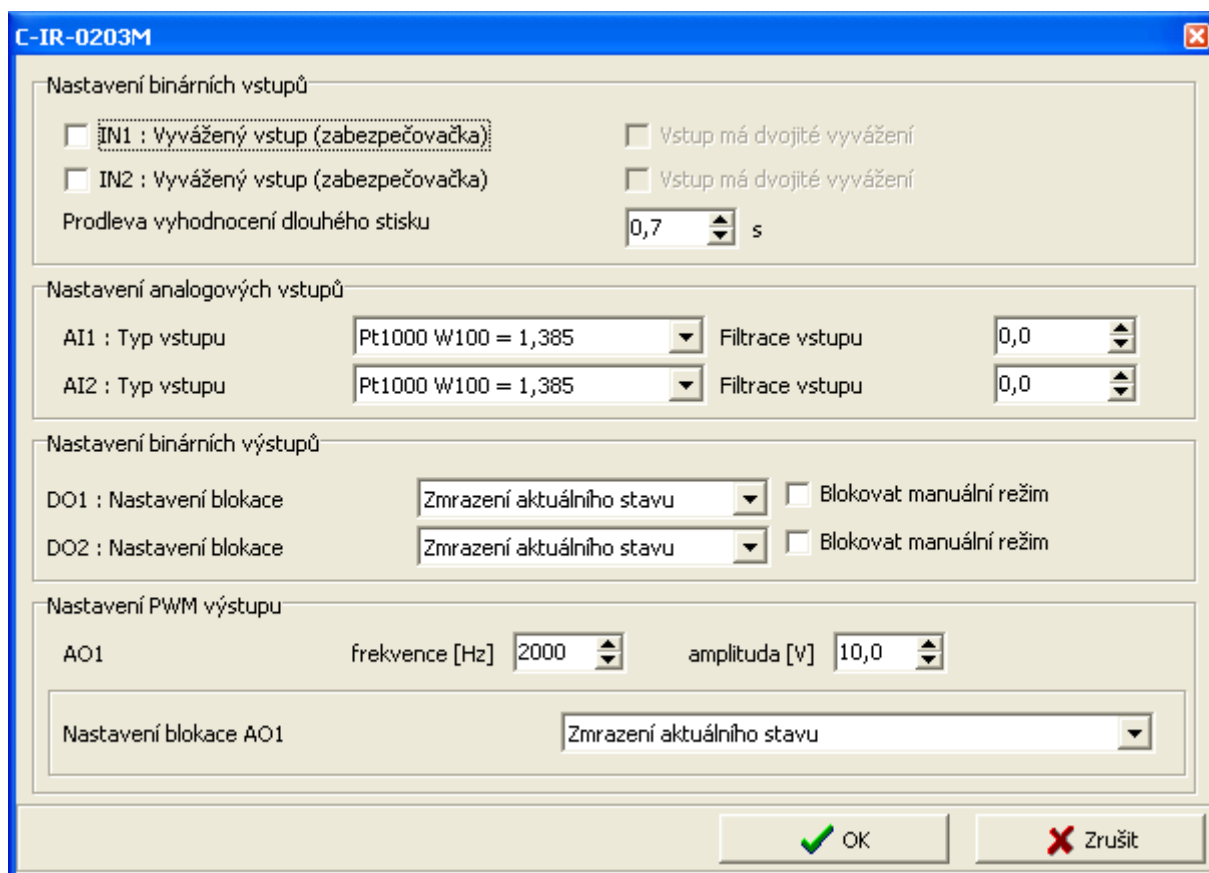 C-IR-0203M
Nastavení binárních vstupů
IN1 : Vyvážený vstup (zabezpečovačka) Vstup má dvojité vyvážení
IN2 : Vyvážený vstup (zabezpečovačka) Vstup má dvojité vyvážení
Prodleva vyhodnocení dlouhého stisku 0,7 s
Nastavení analogových vstupů
AI1 : Typ vstupu Pt1000 W100 = 1,385 Filtrace vstupu 0,0
AI2 : Typ vstupu Pt1000 W100 = 1,385 Filtrace vstupu 0,0
Nastavení binárních výstupů
DO1 : Nastavení blokace Zmrazení aktuálního stavu Blokovat manuální režim
DO2 : Nastavení blokace Zmrazení aktuálního stavu Blokovat manuální režim
Nastavení PWM výstupu
AO1 frekvence [Hz] 2000 amplituda [V] 10,0
Nastavení blokace AO1 Zmrazení aktuálního stavu
OK Zrušit